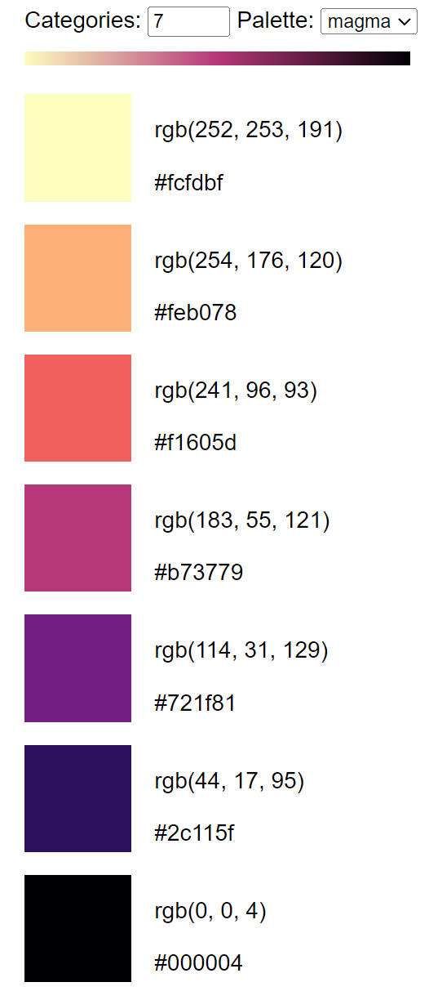 Categories: 7 Palette: magma
rgb(252, 253, 191)
#fcfdbf
rgb(254, 176, 120)
#feb078
rgb(241, 96, 93)
#f1605d
rgb(183, 55, 121)
#b73779
rgb(114, 31, 129)
#721f81
rgb(44, 17, 95)
#2c115f
rgb(0, 0, 4)
#000004